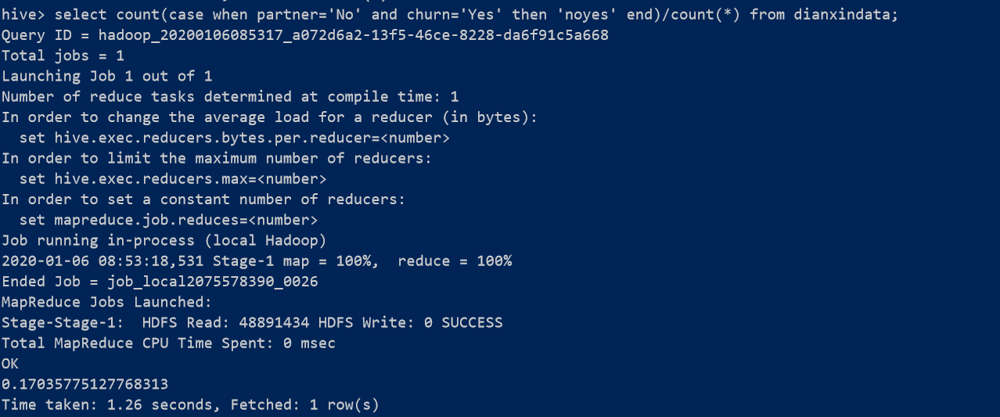 hive> select count(case when partner='No' and churn='Yes' then 'noyes' end)/count(*) from dianxindata;
Query ID = hadoop_20200106085317_a072d6a2-13f5-46ce-8228-da6f91c5a668
Total jobs = 1
Launching Job 1 out of 1
Number of reduce tasks determined at compile time: 1
In order to change the average load for a reducer (in bytes):
  set hive.exec.reducers.bytes.per.reducer=<number>
In order to limit the maximum number of reducers:
  set hive.exec.reducers.max=<number>
In order to set a constant number of reducers:
  set mapreduce.job.reduces=<number>
Job running in-process (local Hadoop)
2020-01-06 08:53:18,531 Stage-1 map = 100%,  reduce = 100%
Ended Job = job_local2075578390_0026
MapReduce Jobs Launched:
Stage-Stage-1:  HDFS Read: 48891434 HDFS Write: 0 SUCCESS
Total MapReduce CPU Time Spent: 0 msec
OK
0.17035775127768313
Time taken: 1.26 seconds, Fetched: 1 row(s)